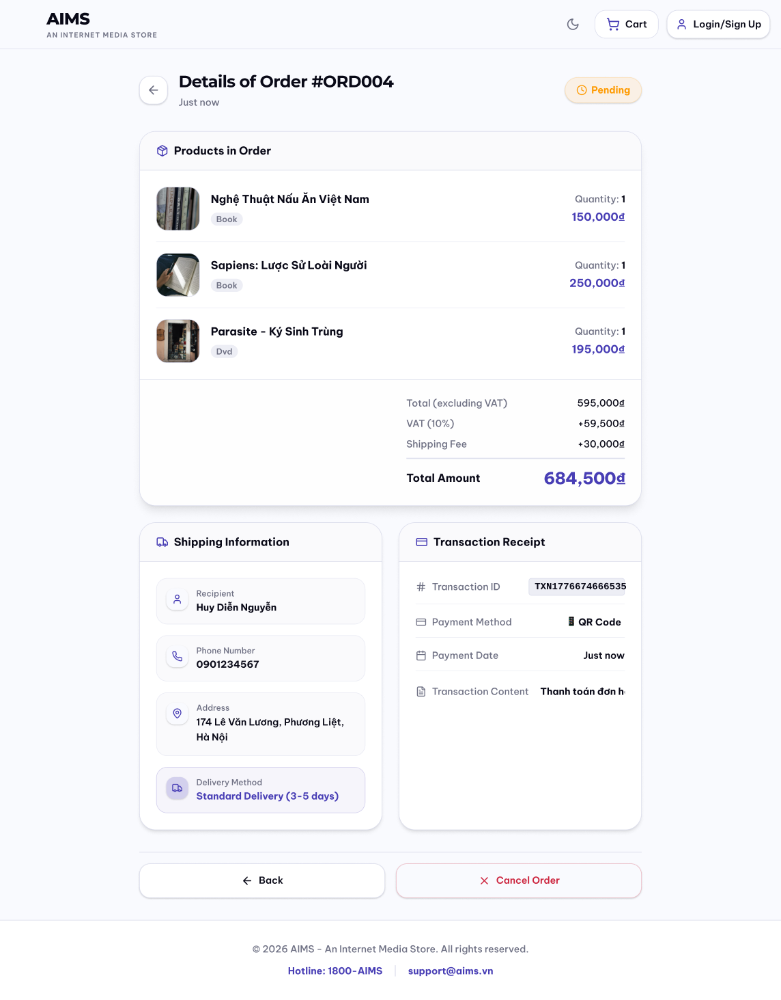 AIMS
AN INTERNET MEDIA STORE
Cart
Login/Sign Up
Details of Order #ORD004
Just now
Pending
Products in Order
Nghệ Thuật Nấu Ăn Việt Nam
Book
Quantity: 1
150,000₫
Sapiens: Lược Sử Loài Người
Book
Quantity: 1
250,000₫
Parasite - Ký Sinh Trùng
Dvd
Quantity: 1
195,000₫
Total (excluding VAT) 595,000₫
VAT (10%) +59,500₫
Shipping Fee +30,000₫
Total Amount 684,500₫
Shipping Information
Recipient
Huy Diễn Nguyễn
Phone Number
0901234567
Address
174 Lê Văn Lương, Phương Liệt,
Hà Nội
Delivery Method
Standard Delivery (3-5 days)
Transaction Receipt
Transaction ID TXN1776674666535
Payment Method QR Code
Payment Date Just now
Transaction Content Thanh toán đơn
Back
Cancel Order
© 2026 AIMS - An Internet Media Store. All rights reserved.
Hotline: 1800-AIMS
support@aims.vn